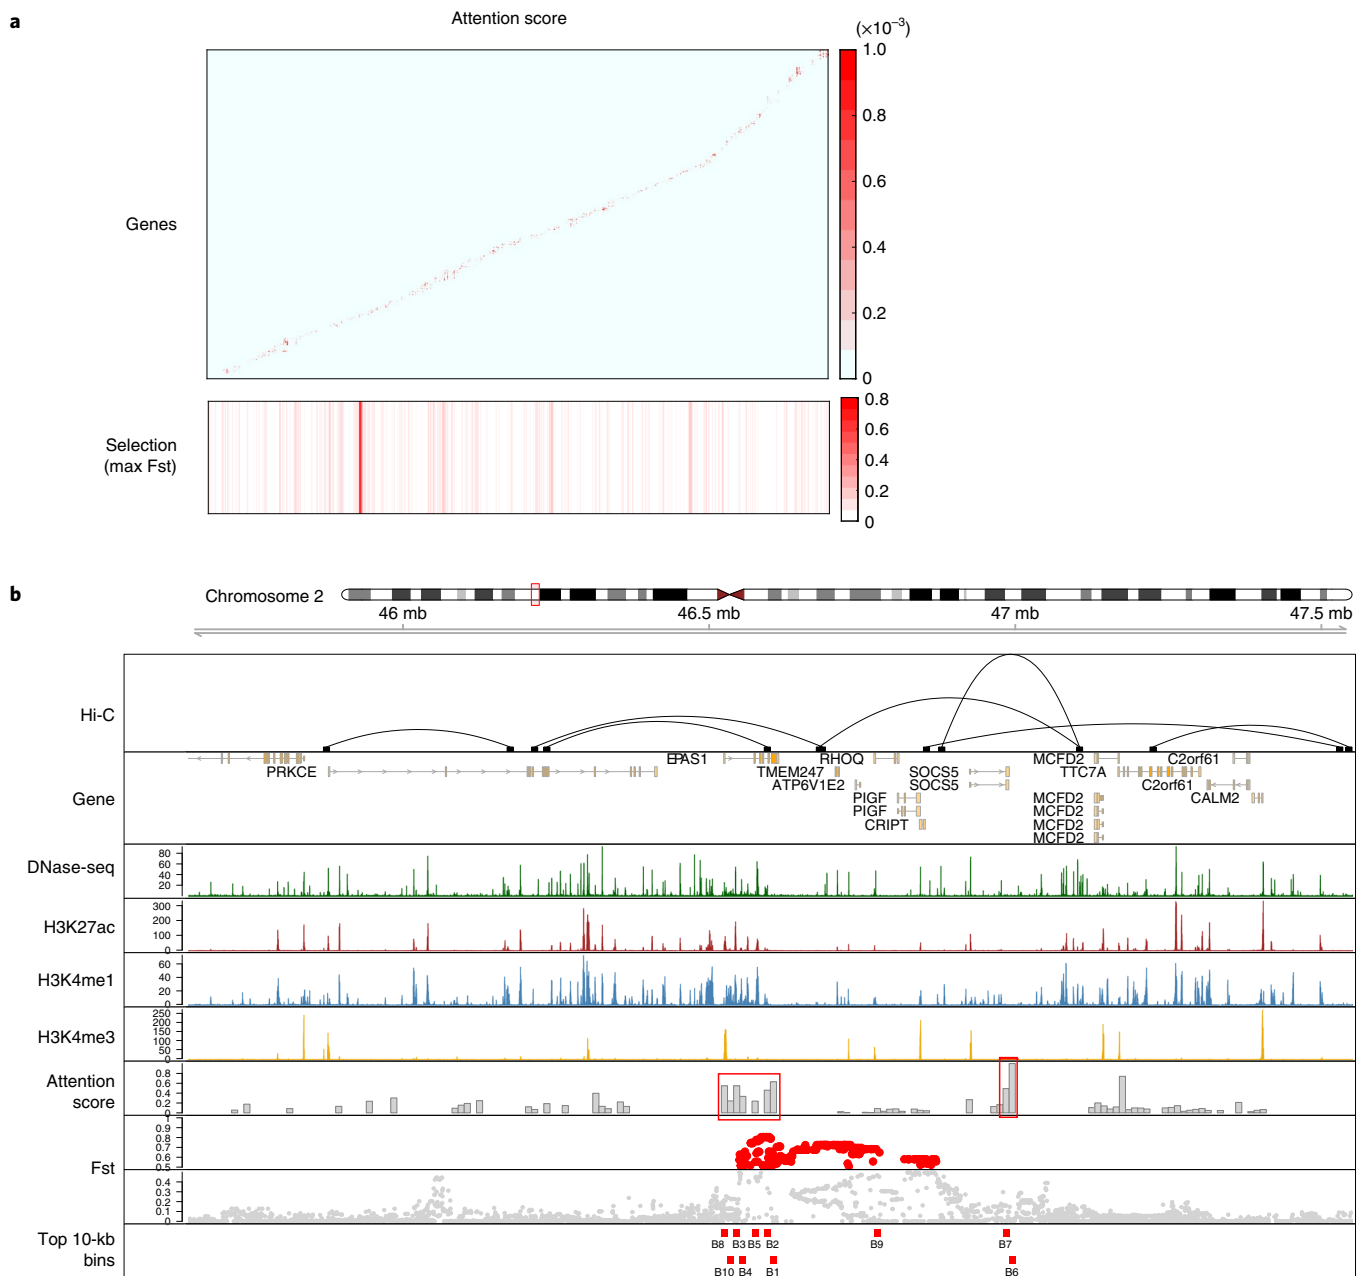 a
Attention score
(×10⁻³)
1.0
0.8
0.6
0.4
0.2
0
Genes
0.8
0.6
0.4
0.2
0
Selection
(max Fst)
b
Chromosome 2
46 mb
46.5 mb
47 mb
47.5 mb
Hi-C
Gene
EPAS1
RHOQ
MCFD2
C2orf61
PRKCE
TMEM247
SOCS5
TTC7A
ATP6V1E2
SOCS5
C2orf61
PIGF
MCFD2
CALM2
PIGF
MCFD2
CRIPT
MCFD2
MCFD2
DNase-seq
80
60
40
20
H3K27ac
300
200
100
0
H3K4me1
60
40
20
0
H3K4me3
250
200
150
100
50
0
Attention
score
0.8
0.6
0.4
0.2
0
Fst
1
0.9
0.8
0.7
0.6
0.5
0.4
0.3
0.2
0.1
0
Top 10-kb
bins
B8 B3 B5 B2 B9 B7
B10 B4 B1 B6